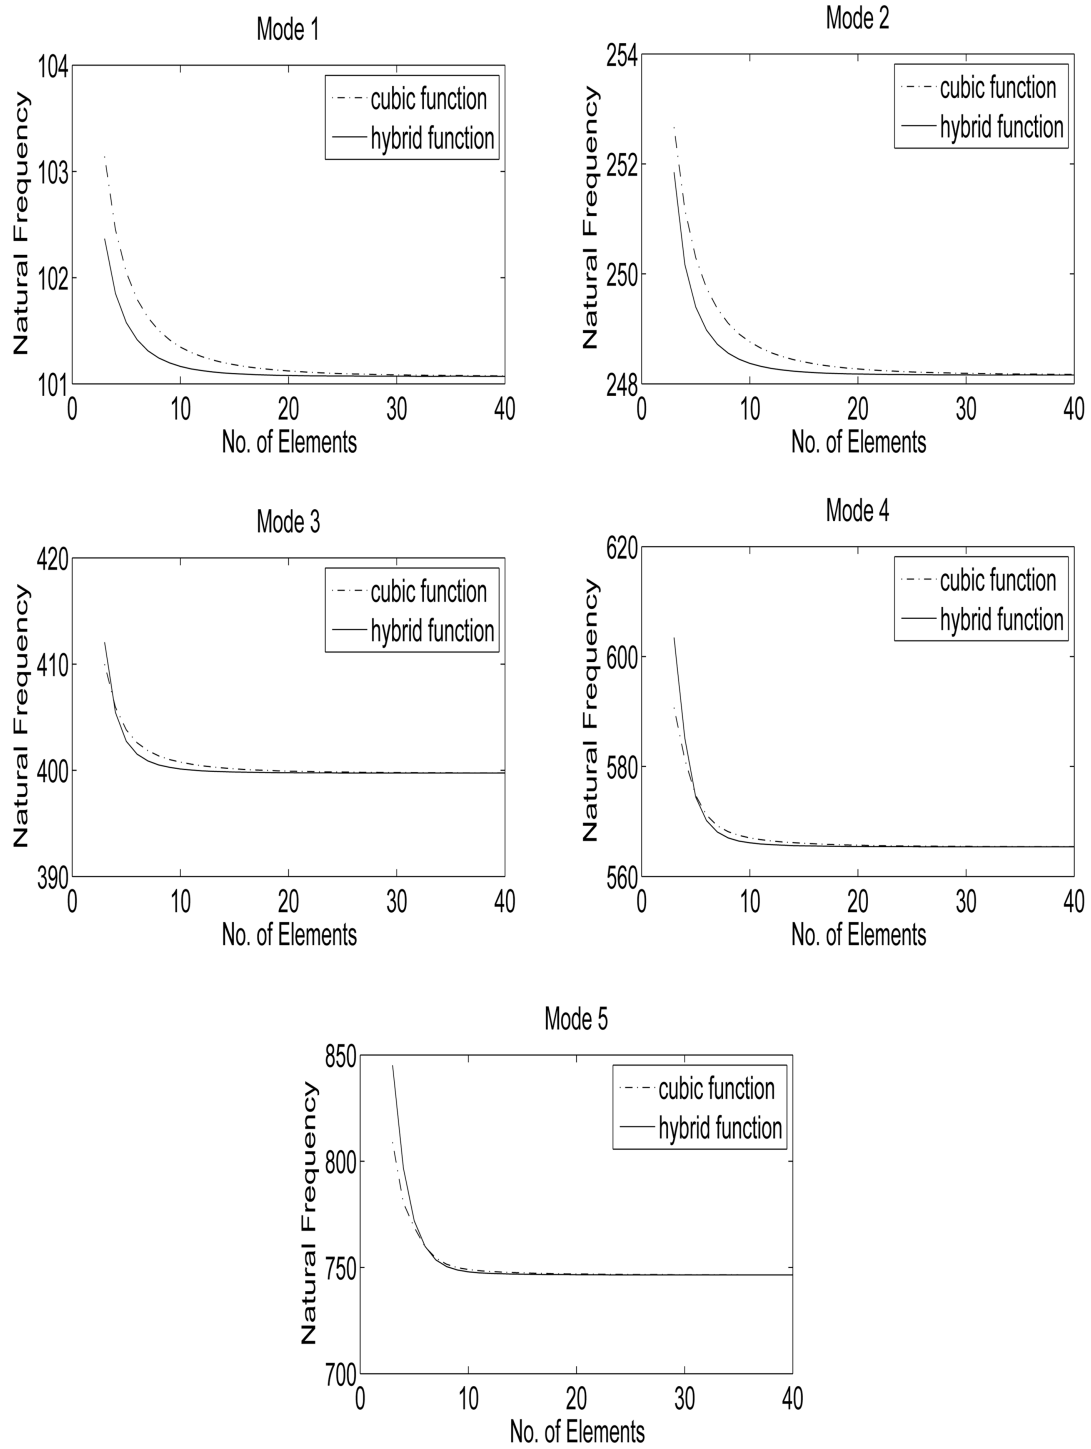 Mode 1
104
103
102
101
Natural Frequency
cubic function
hybrid function
0 10 20 30 40
No. of Elements
Mode 2
254
252
250
248
Natural Frequency
cubic function
hybrid function
0 10 20 30 40
No. of Elements
Mode 3
420
410
400
390
Natural Frequency
cubic function
hybrid function
0 10 20 30 40
No. of Elements
Mode 4
620
600
580
560
Natural Frequency
cubic function
hybrid function
0 10 20 30 40
No. of Elements
Mode 5
850
800
750
700
Natural Frequency
cubic function
hybrid function
0 10 20 30 40
No. of Elements